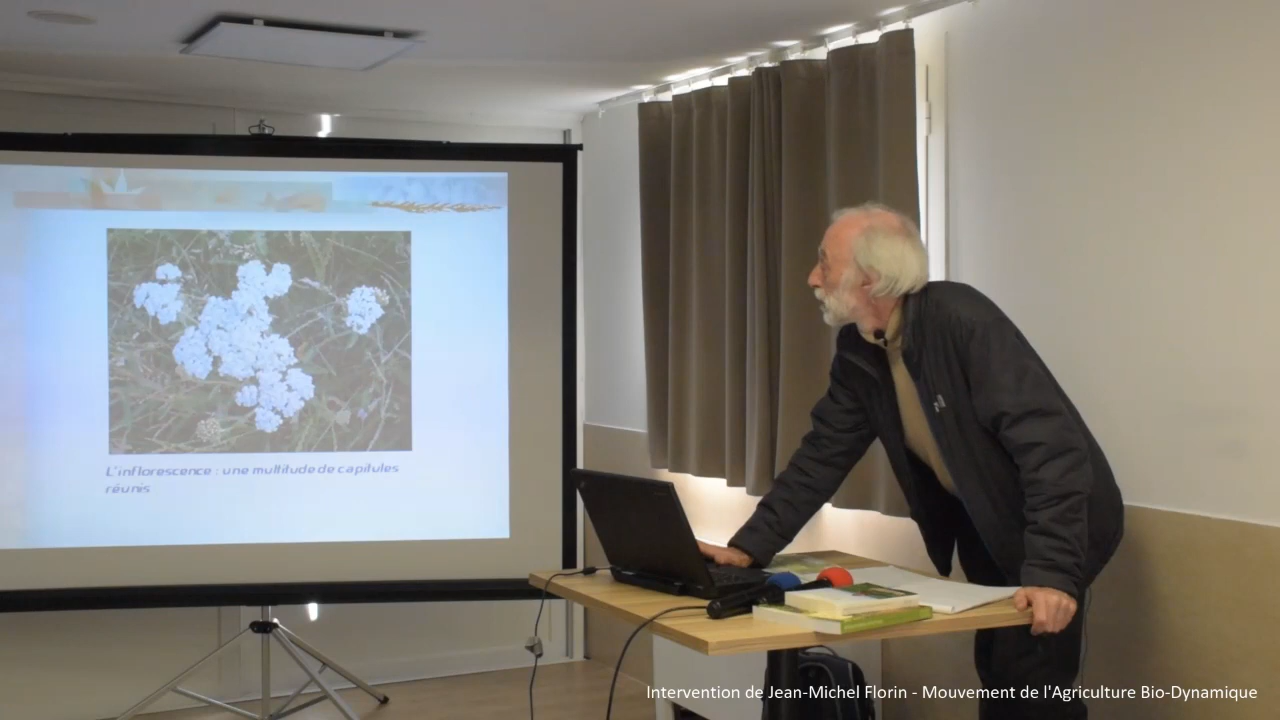 L'inflorescence : une multitude de capitules
réunis
Intervention de Jean-Michel Florin - Mouvement de l'Agriculture Bio-Dynamique